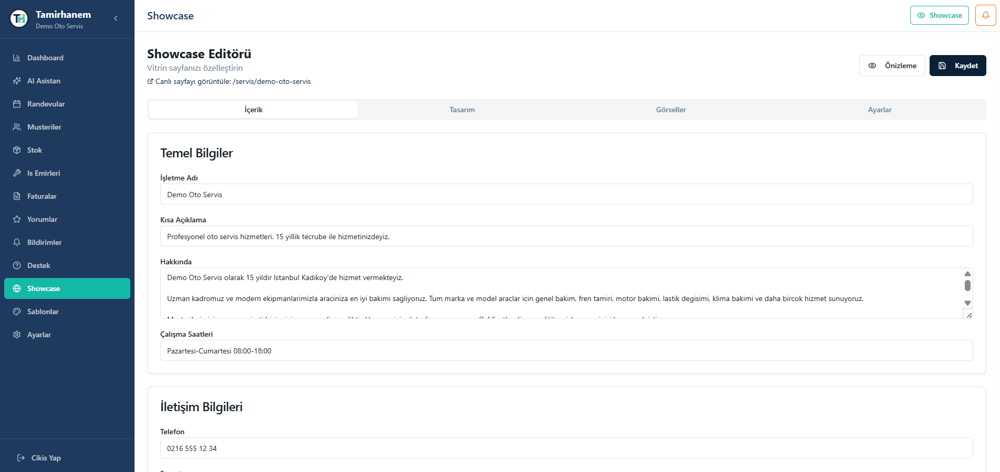 Tamirhanem
Demo Oto Servis
Dashboard
AI Asistan
Randevular
Musteriler
Stok
Is Emirleri
Faturalar
Yorumlar
Bildirimler
Destek
Showcase
Sablonlar
Ayarlar
Cikis Yap
Showcase
Showcase
Showcase Editörü
Vitrin sayfanızı özelleştirin
Canlı sayfayı görüntüle: /servis/demo-oto-servis
Önizleme
Kaydet
İçerik
Tasarım
Görseller
Ayarlar
Temel Bilgiler
İşletme Adı
Demo Oto Servis
Kısa Açıklama
Profesyonel oto servis hizmetleri. 15 yillik tecrube ile hizmetinizdeyiz.
Hakkında
Demo Oto Servis olarak 15 yildir Istanbul Kadikoy'de hizmet vermekteyiz.
Uzman kadromuz ve modern ekipmanlarimizla araciniza en iyi bakimi sagliyoruz. Tum marka ve model araclar icin genel bakim, fren tamiri, motor bakimi, lastik degisimi, klima bakimi ve daha bircok hizmet sunuyoruz.
Çalışma Saatleri
Pazartesi-Cumartesi 08:00-18:00
İletişim Bilgileri
Telefon
0216 555 12 34